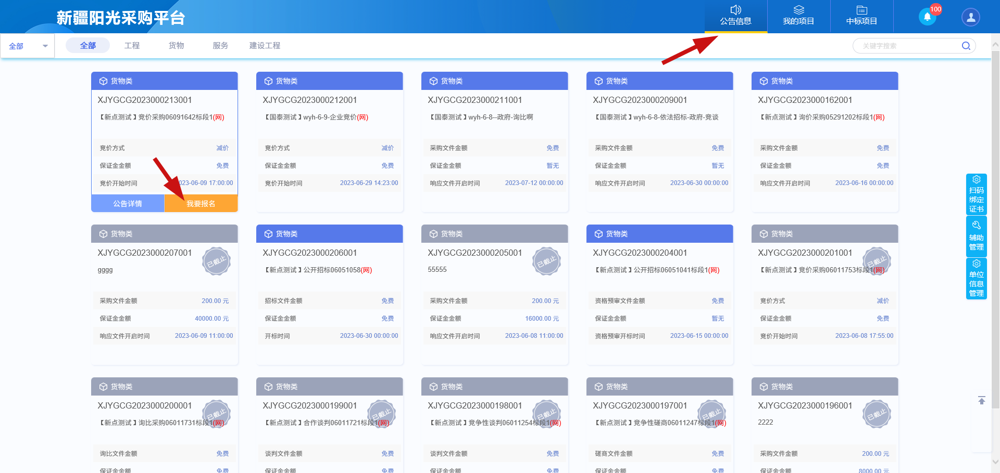 新疆阳光采购平台
公告信息
我的项目
中标项目
100
全部
全部
工程
货物
服务
建设工程
关键字搜索
货物类
XJYGCG2023000213001
【新点测试】竞价采购06091642标段1(网)
竞价方式 减价
保证金金额 免费
竞价开始时间 023-06-09 17:00:00
公告详情 我要报名
货物类
XJYGCG2023000212001
【国泰测试】wyh-6-9-企业竞价(网)
竞价方式 减价
保证金金额 免费
竞价开始时间 2023-06-29 14:23:00
货物类
XJYGCG2023000211001
【国泰测试】wyh-6-8--政府-询比啊
采购文件金额 免费
保证金金额 暂无
响应文件开启时间 2023-07-12 00:00:00
货物类
XJYGCG2023000209001
【国泰测试】wyh-6-8-依法招标-政府-竞谈
采购文件金额 免费
保证金金额 暂无
响应文件开启时间 2023-06-30 00:00:00
货物类
XJYGCG2023000162001
【新点测试】询价采购05291202标段1(网)
采购文件金额 免费
保证金金额 免费
响应文件开启时间 2023-06-16 00:00:00
货物类
XJYGCG2023000207001
已截止
gggg
采购文件金额 200.00 元
保证金金额 40000.00 元
响应文件开启时间 2023-06-09 11:00:00
货物类
XJYGCG2023000206001
【新点测试】公开招标06051058(网)
招标文件金额 免费
保证金金额 免费
开标时间 2023-06-30 00:00:00
货物类
XJYGCG2023000205001
已截止
55555
采购文件金额 200.00 元
保证金金额 16000.00 元
响应文件开启时间 2023-06-08 11:00:00
货物类
XJYGCG2023000204001
【新点测试】公开招标06051041标段1(网)
资格预审文件金额 免费
保证金金额 暂无
资格预审开标时间 2023-06-15 00:00:00
货物类
XJYGCG2023000201001
已截止
【新点测试】竞价采购06011753标段1(网)
竞价方式 减价
保证金金额 免费
竞价开始时间 2023-06-08 17:55:00
货物类
XJYGCG2023000200001
已截止
【新点测试】询比采购06011731标段1(网)
询比文件金额 免费
保证金金额 免费
货物类
XJYGCG2023000199001
已截止
【新点测试】合作谈判06011721标段1(网)
谈判文件金额 免费
保证金金额 免费
货物类
XJYGCG2023000198001
已截止
【新点测试】竞争性谈判06011254标段1(网)
谈判文件金额 免费
保证金金额 免费
货物类
XJYGCG2023000197001
已截止
【新点测试】竞争性磋商06011247标段1(网)
磋商文件金额 免费
保证金金额 免费
货物类
XJYGCG2023000196001
已截止
2222
采购文件金额 200.00 元
保证金金额 8000.00 元
扫码
绑定
证书
辅助
管理
单位
信息
管理